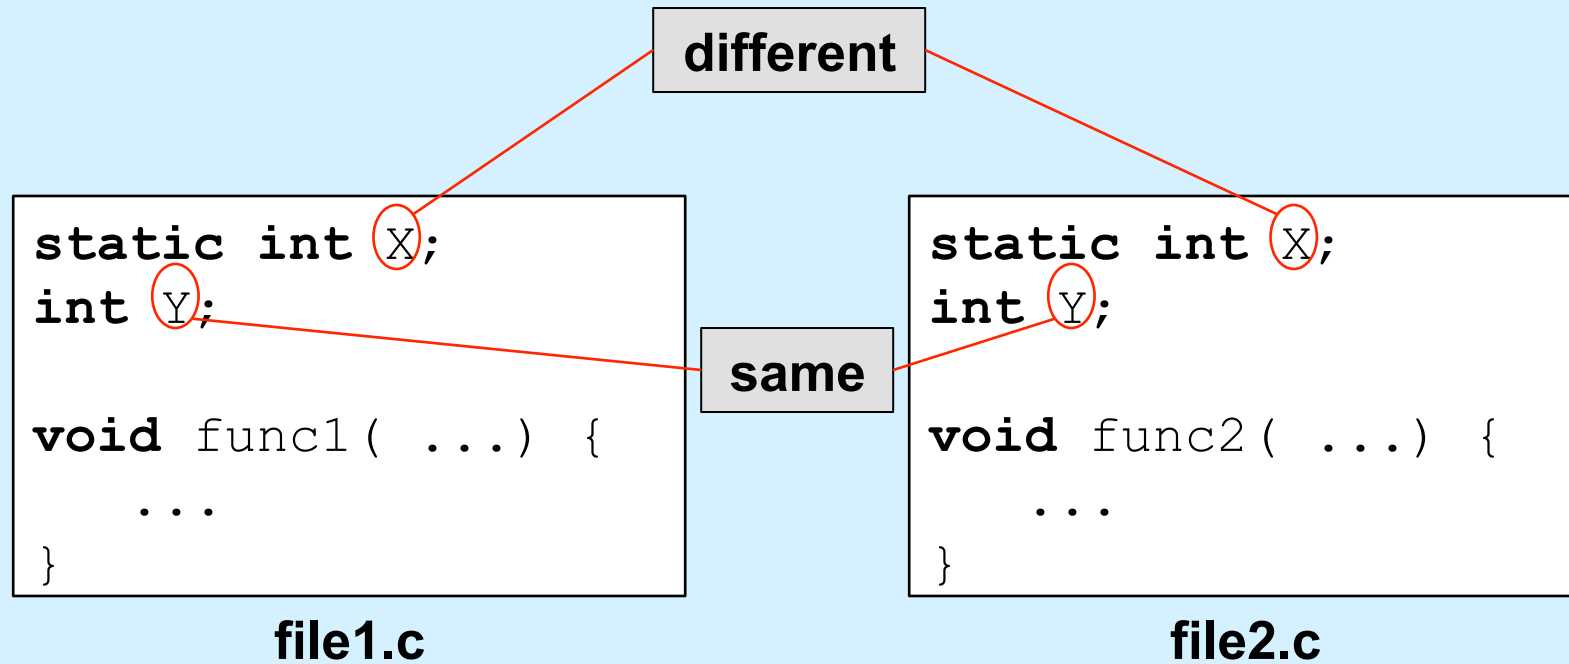 different
static int X;
int Y;
void func1( ...) {
...
}
file1.c
same
static int X;
int Y;
void func2( ...) {
...
}
file2.c